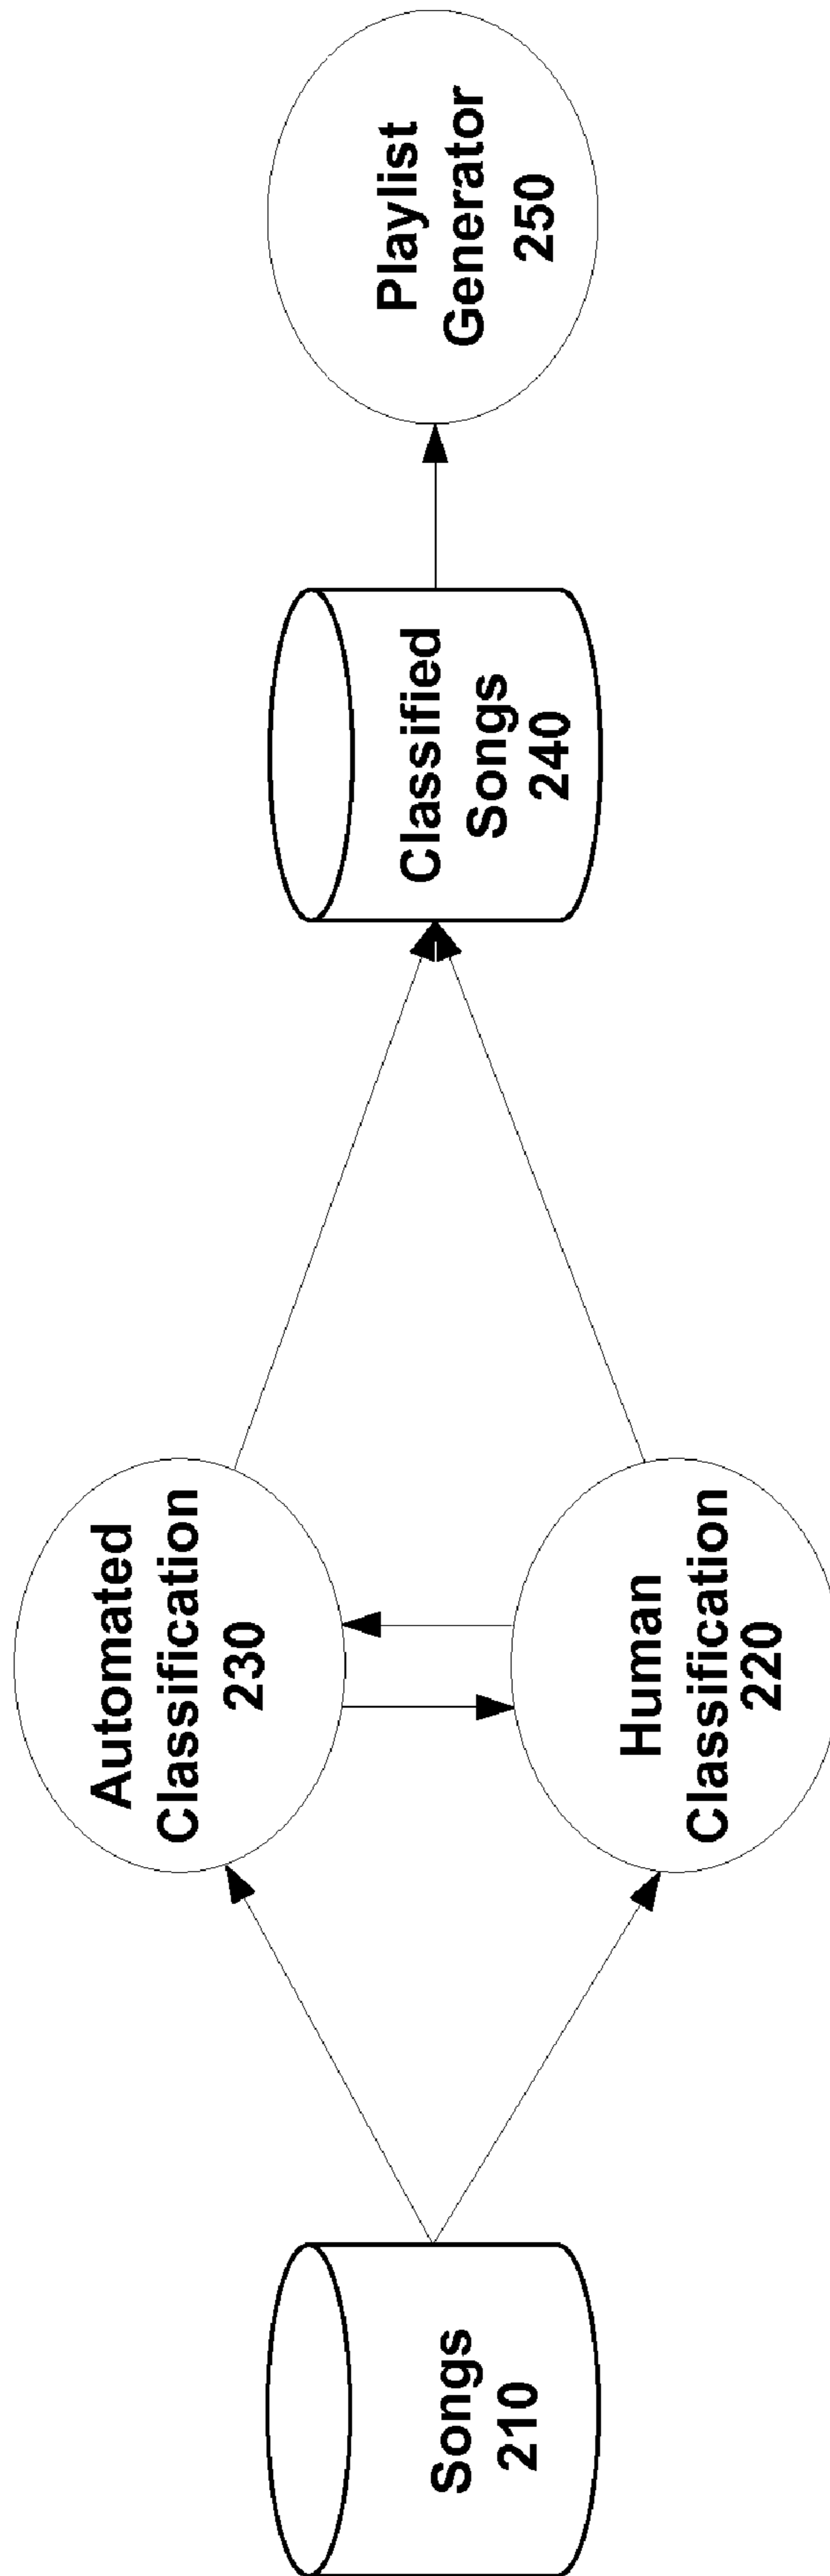 Songs
210
Automated
Classification
230
Human
Classification
220
Classified
Songs
240
Playlist
Generator
250